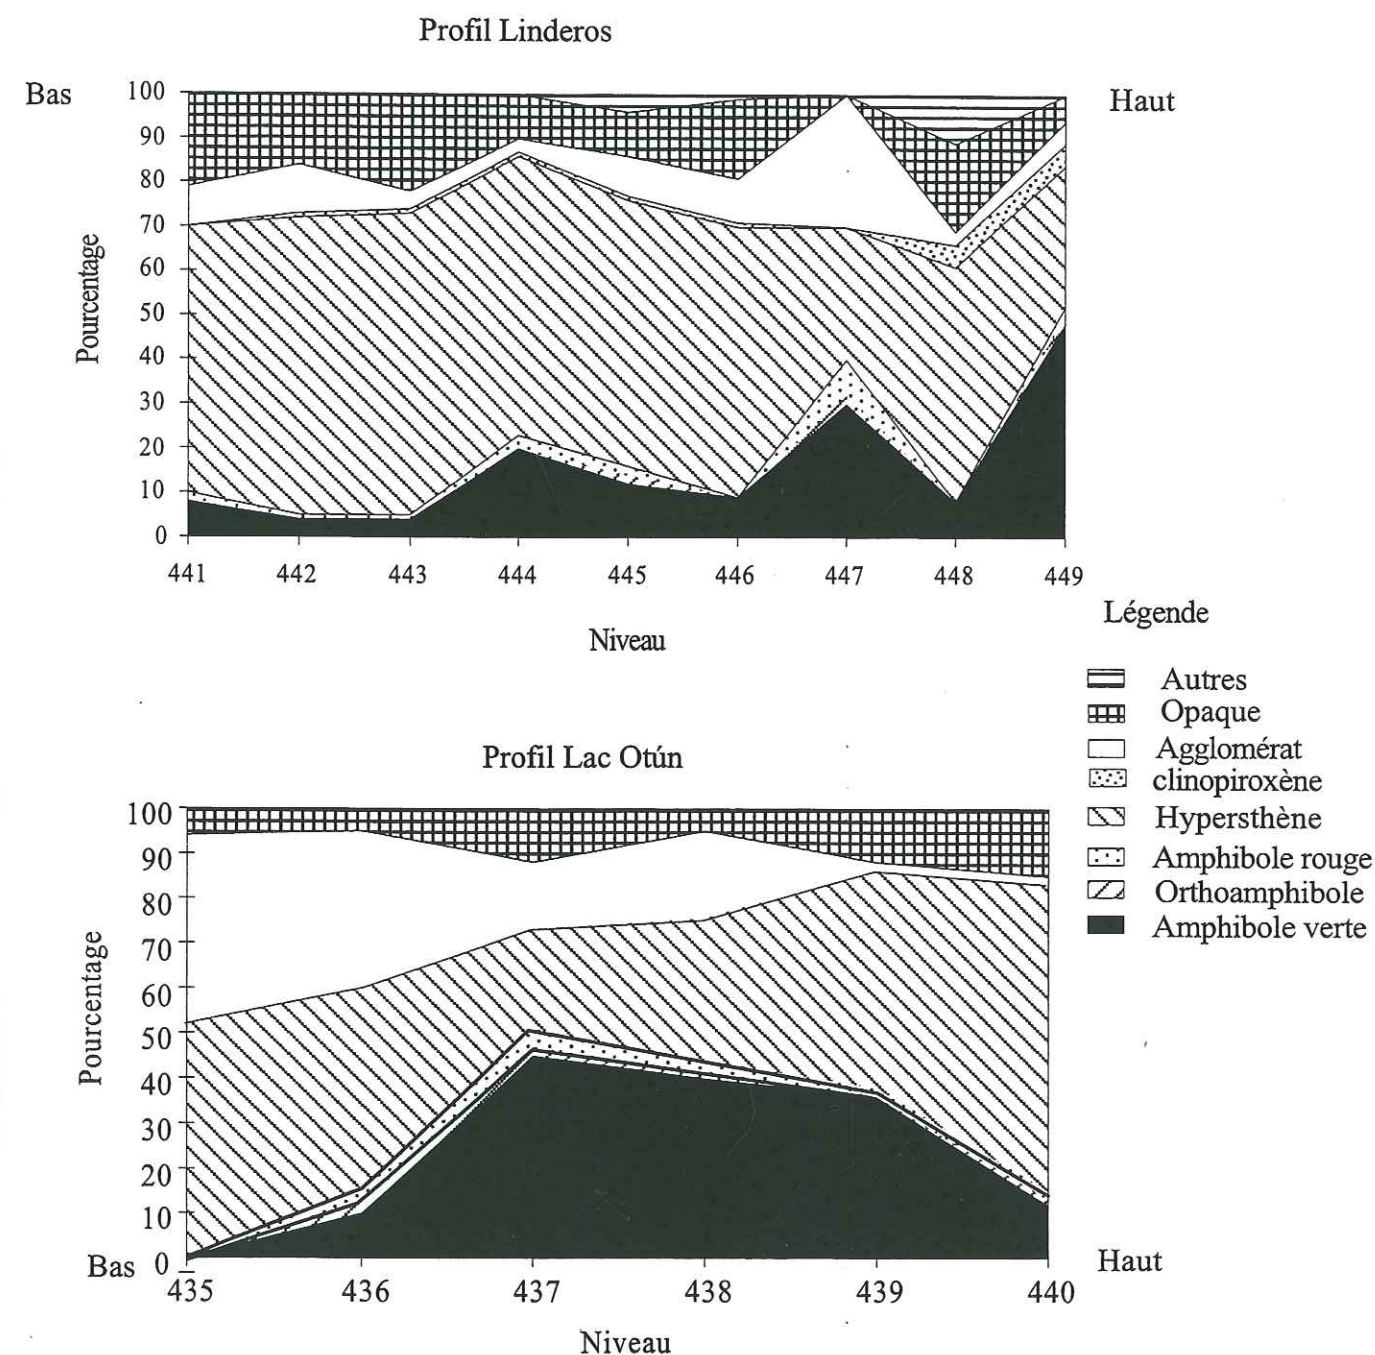 Profil Linderos
Bas
Haut
Pourcentage
100
90
80
70
60
50
40
30
20
10
0
441 442 443 444 445 446 447 448 449
Niveau
Légende
Autres
Opaque
Agglomérat
clinopiroxène
Hypersthène
Amphibole rouge
Orthoamphibole
Amphibole verte
Profil Lac Otún
Pourcentage
100
90
80
70
60
50
40
30
20
10
0
Bas
Haut
435 436 437 438 439 440
Niveau